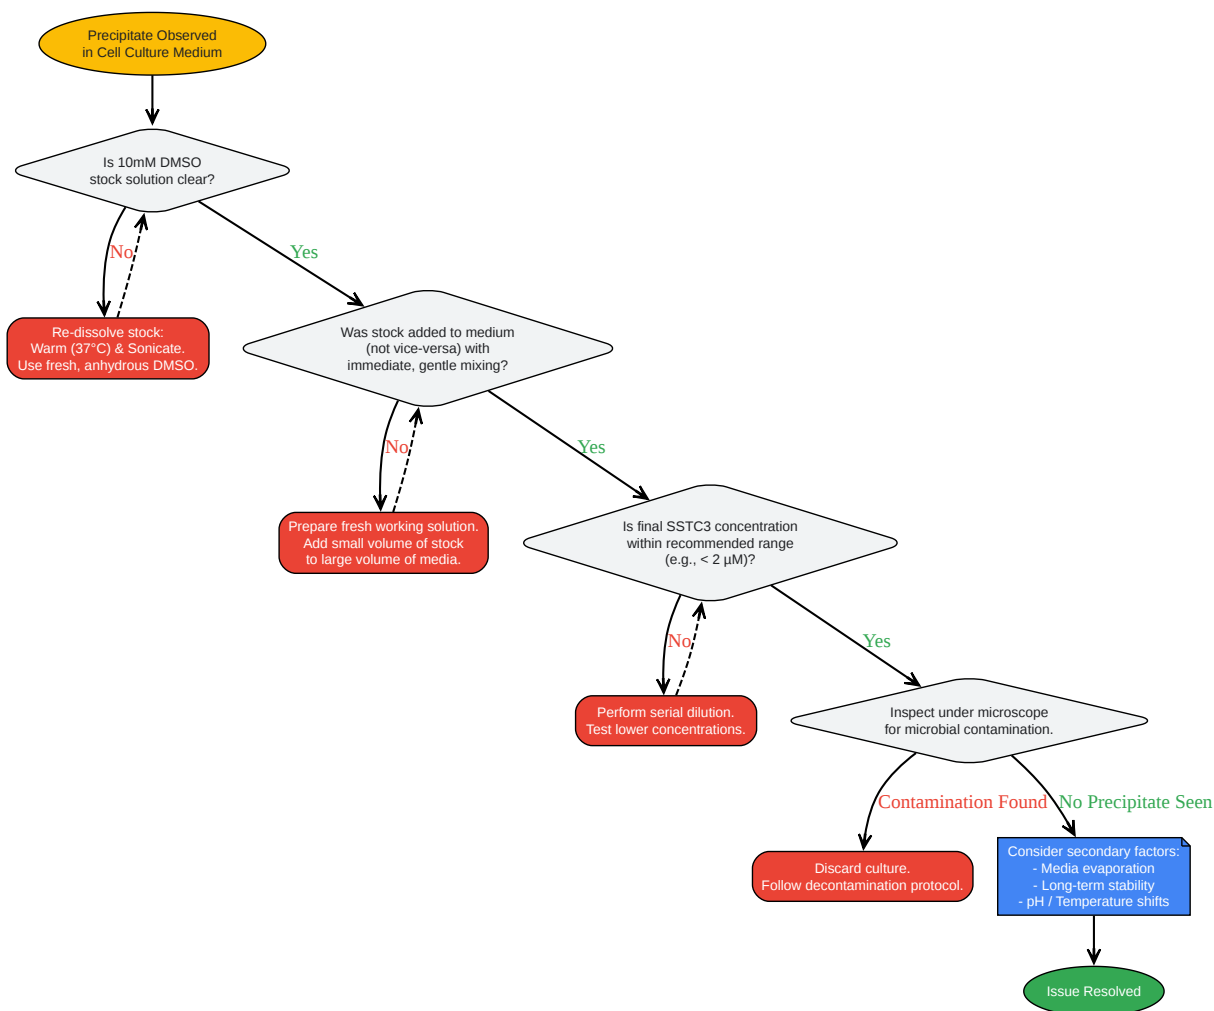 Precipitate Observed
in Cell Culture Medium
Is 10mM DMSO
stock solution clear?
No
Yes
Re-dissolve stock:
Warm (37°C) & Sonicate.
Use fresh, anhydrous DMSO.
Was stock added to medium
(not vice-versa) with
immediate, gentle mixing?
No
Yes
Prepare fresh working solution.
Add small volume of stock
to large volume of media.
Is final SSTC3 concentration
within recommended range
(e.g., < 2 µM)?
No
Yes
Perform serial dilution.
Test lower concentrations.
Inspect under microscope
for microbial contamination.
Contamination Found
No Precipitate Seen
Discard culture.
Follow decontamination protocol.
Consider secondary factors:
- Media evaporation
- Long-term stability
- pH / Temperature shifts
Issue Resolved